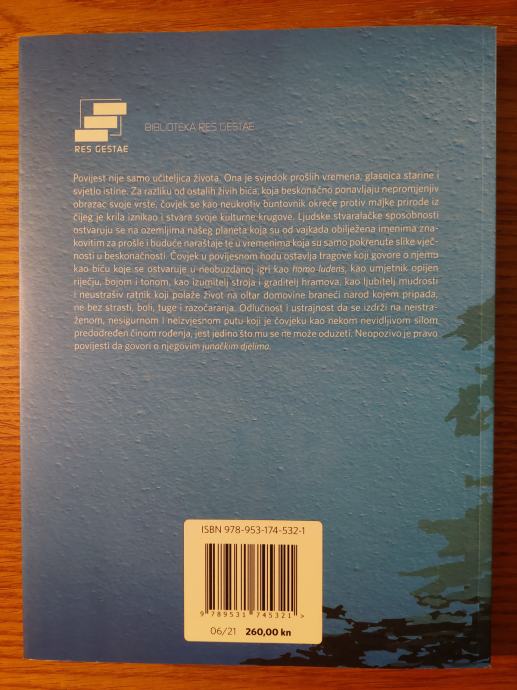 BIBLIOTEKA RES GESTAE
RES GESTAE
Povijest nije samo učiteljica života. Ona je svjedok prošlih vremena, glasnica starine i
svjetlo istine. Za razliku od ostalih živih bića, koja beskonačno ponavljaju nepromjenjiv
obrazac svoje vrste, čovjek se kao neukrotiv buntovnik okreće protiv majke prirode iz
čijeg je krila iznikao i stvara svoje kulturne krugove. Ljudske stvaralačke sposobnosti
ostvaruju se na ozemljima našeg planeta koja su od vajkada obilježena imenima zna-
kovitim za prošle i buduće naraštaje te u vremenima koja su samo pokrenute slike vječ-
nosti u beskonačnosti. Čovjek u povijesnom hodu ostavlja tragove koji govore o njemu
kao biću koje se ostvaruje u neobuzdanoj igri kao homo ludens, kao umjetnik opijen
riječju, bojom i tonom, kao izumitelj stroja i graditelj hramova, kao ljubitelj mudrosti
i neustrašiv ratnik koji polaže život na oltar domovine braneći narod kojem pripada,
ne bez strasti, boli, tuge i razočaranja. Odlučnost i ustrajnost da se izdrži na neistra-
ženom, nesigurnom i neizvjesnom putu koji je čovjeku kao nekom nevidljivom silom
predodređen činom rođenja, jest jedino što mu se ne može oduzeti. Neopozivo je pravo
povijesti da govori o njegovim junačkim djelima.
ISBN 978-953-174-532-1
9 789531 745321 >
06/21 260,00 kn